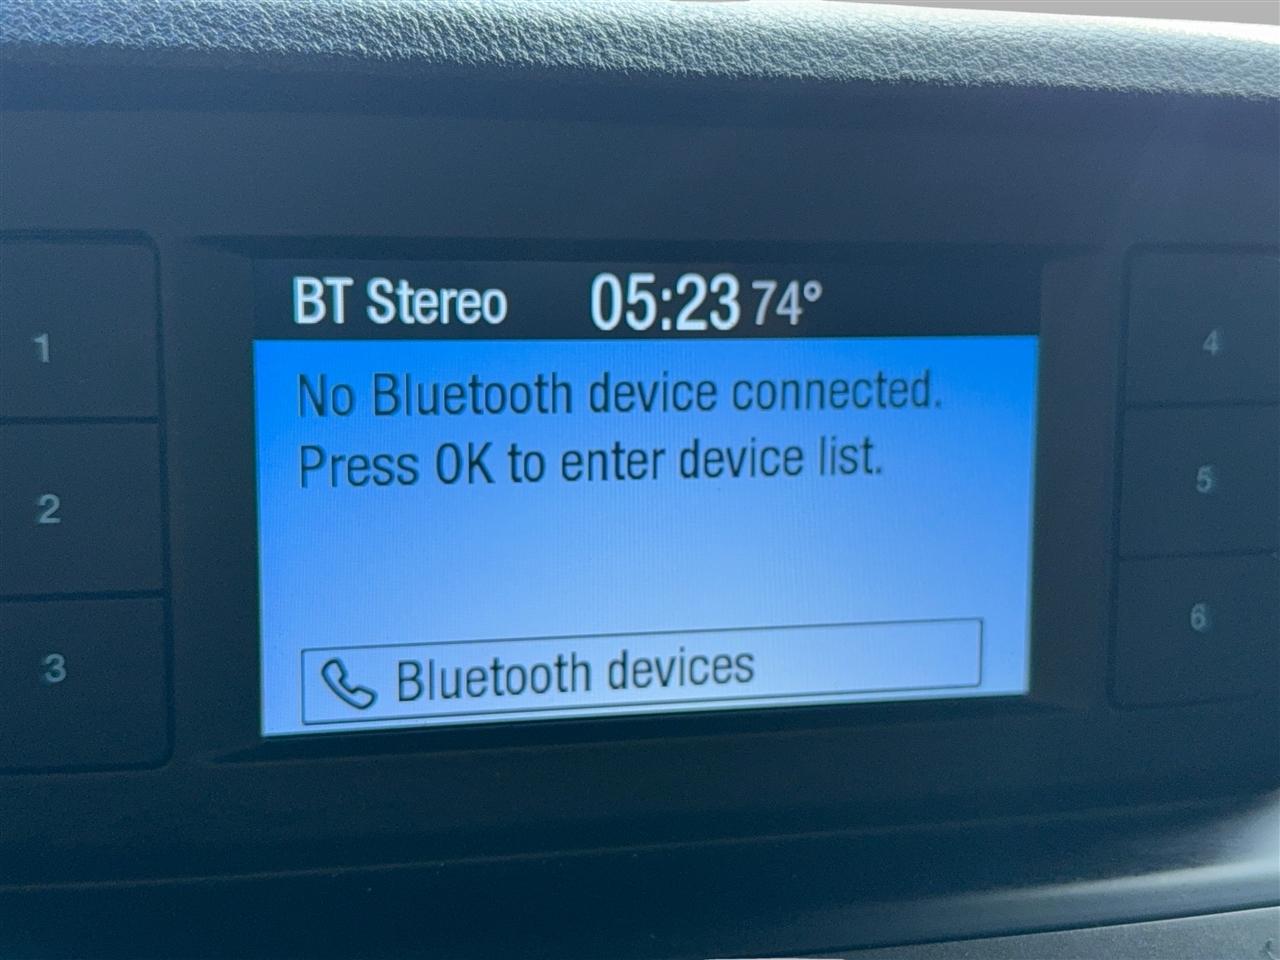 BT Stereo 05:23 74°
No Bluetooth device connected.
Press OK to enter device list.
Bluetooth devices
1
2
3
4
5
6